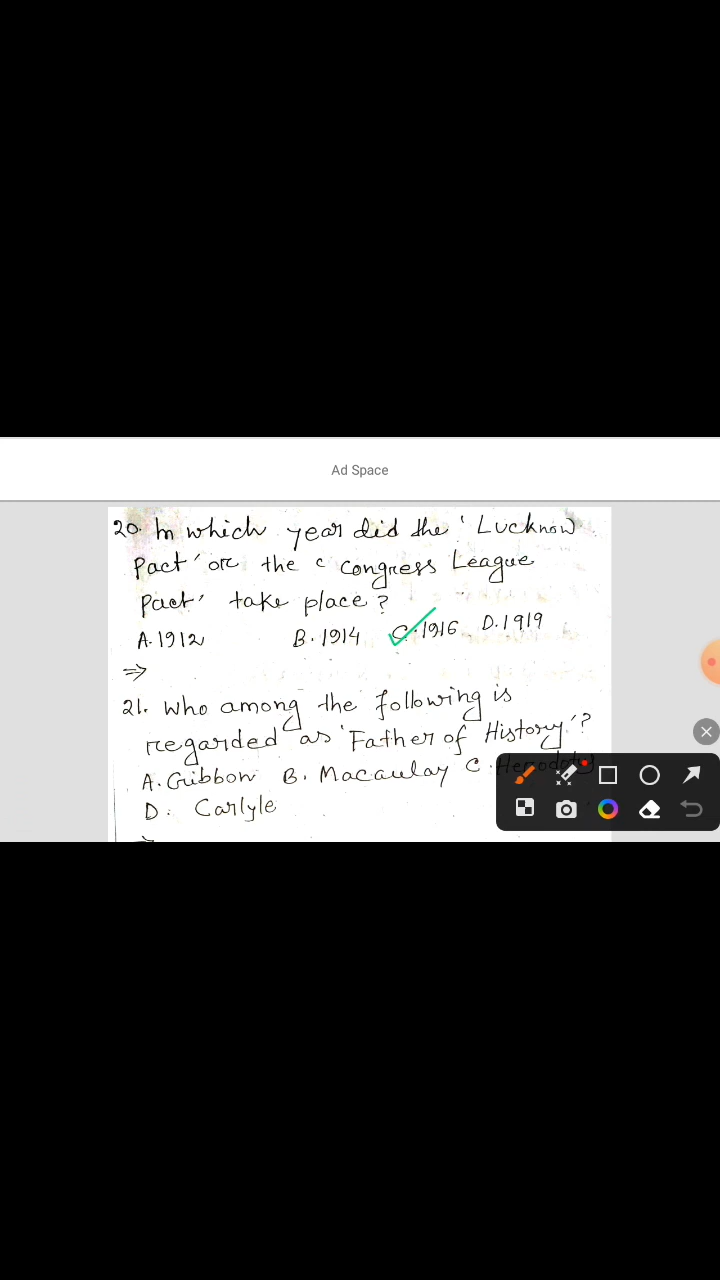 Ad Space
20. In which year did the 'Lucknow
Pact' or the c Congress League
Pact' take place?
A. 1912 B. 1914 C. 1916 D. 1919
⇒
21. Who among the following is
regarded as 'Father of History'?
A. Gibbon B. Macaulay C. Herodotus
D. Carlyle